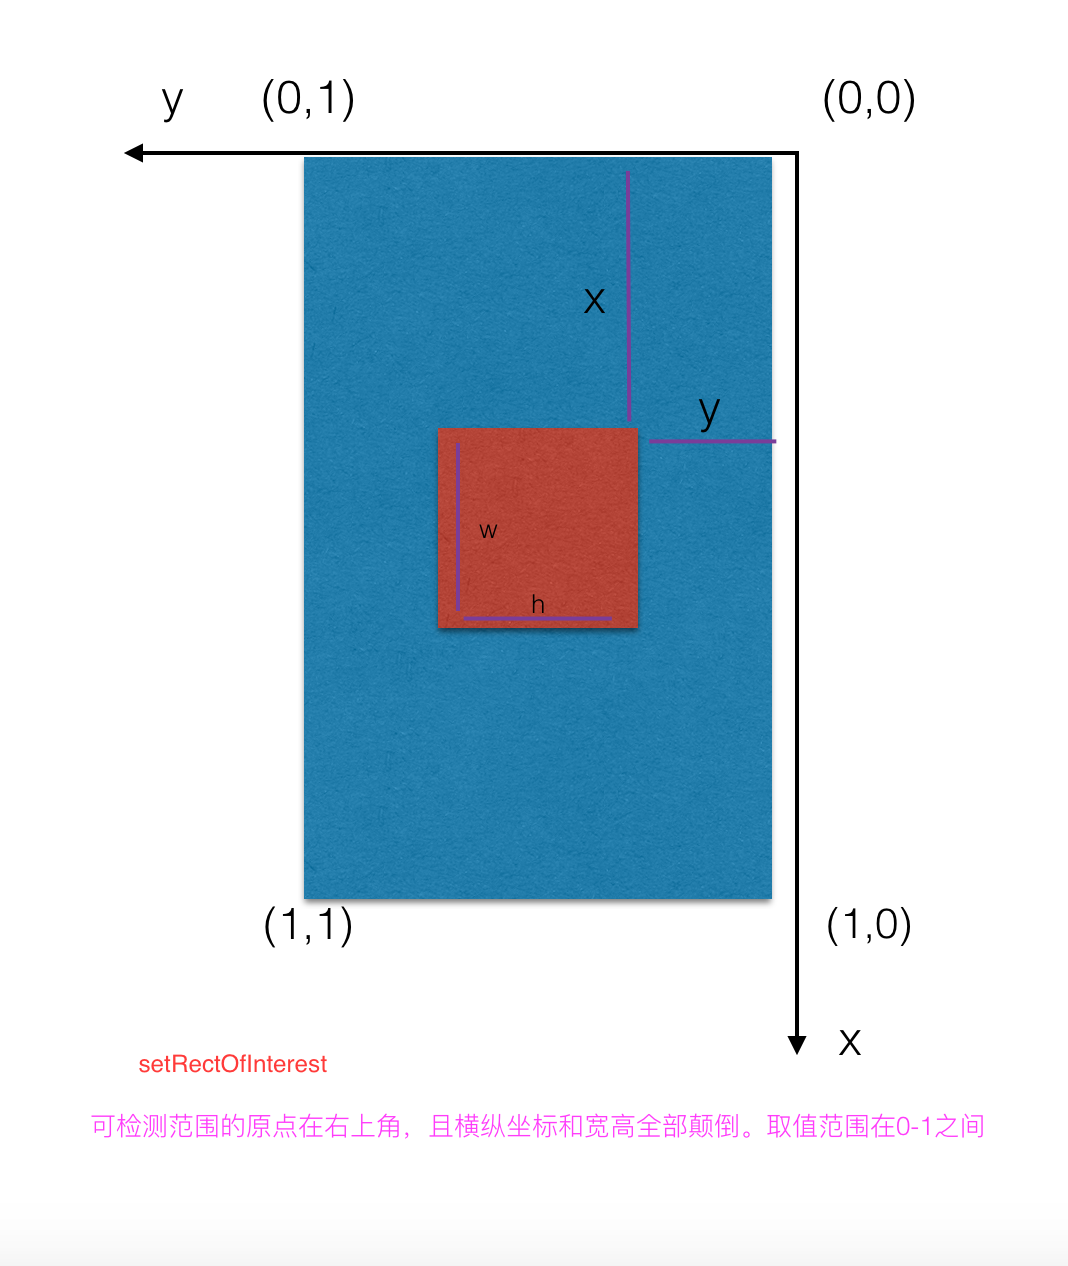 y (0,1) (0,0)
x
y
w
h
(1,1) (1,0)
x
setRectOfInterest
可检测范围的原点在右上角，且横纵坐标和宽高全部颠倒。取值范围在0-1之间